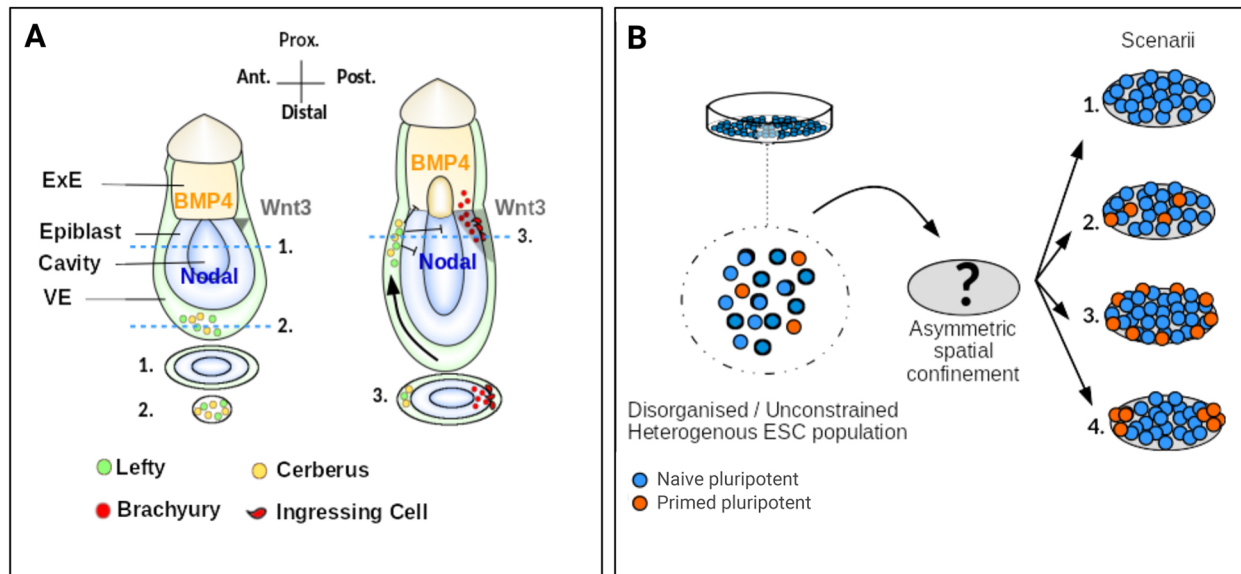 A
Prox.
Ant.
Post.
Distal
ExE
BMP4
Wnt3
Epiblast
1.
Cavity
Nodal
VE
2.
1.
2.
BMP4
Wnt3
3.
Nodal
3.
Lefty
Cerberus
Brachyury
Ingressing Cell
B
Scenarii
1.
2.
3.
4.
?
Asymmetric
spatial
confinement
Disorganised / Unconstrained
Heterogenous ESC population
Naive pluripotent
Primed pluripotent